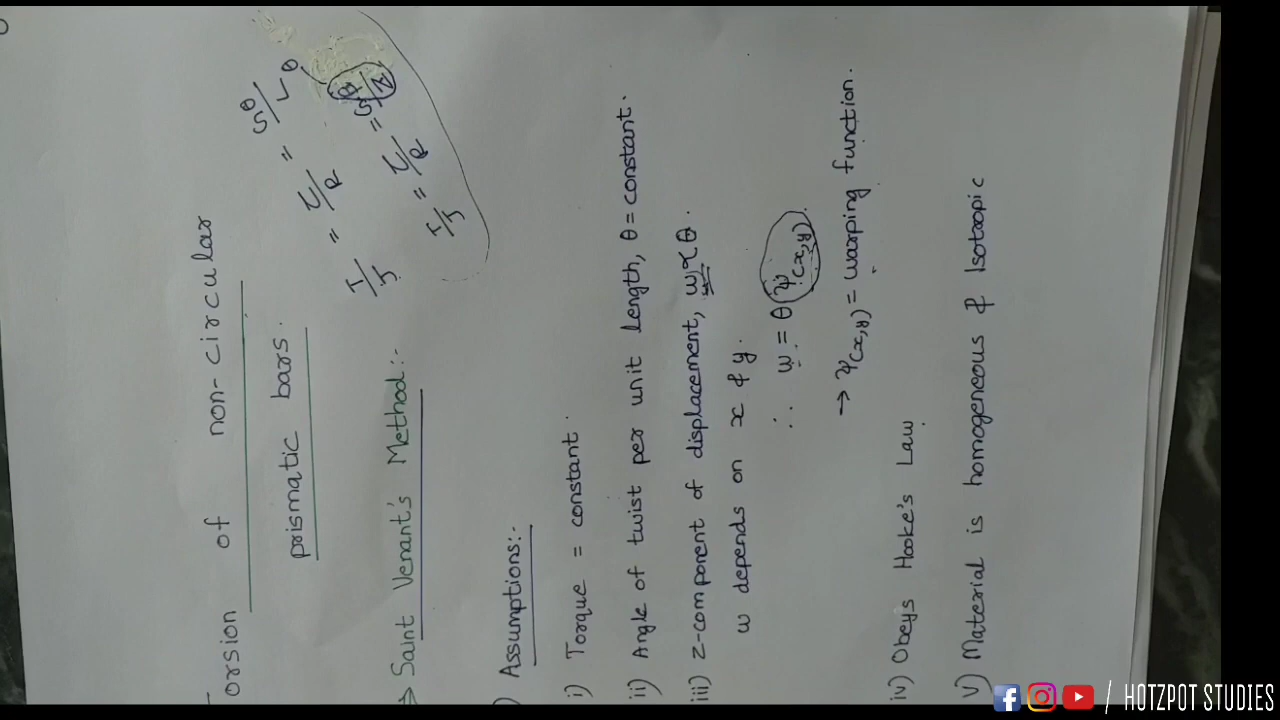 Torsion of non-circular
prismatic bars.
T/J = τ/R = Gθ/L
T/J = τ/R = Gθ
⇒ Saint Venant's Method:-
) Assumptions:-
i) Torque = constant.
ii) Angle of twist per unit length, θ = constant.
iii) z-component of displacement, w ∝ θ.
w depends on x & y.
∴ w = θ ψ(x,y).
→ ψ(x,y) = warping function.
iv) Obeys Hooke's Law
v) Material is homogeneous & Isotropic
/ HOTZPOT STUDIES